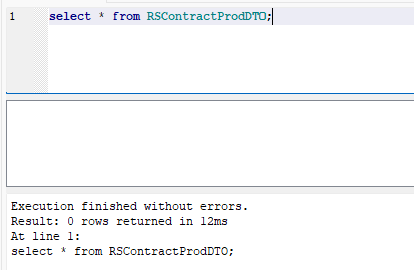 1 select * from RSContractProdDTO;
Execution finished without errors.
Result: 0 rows returned in 12ms
At line 1:
select * from RSContractProdDTO;